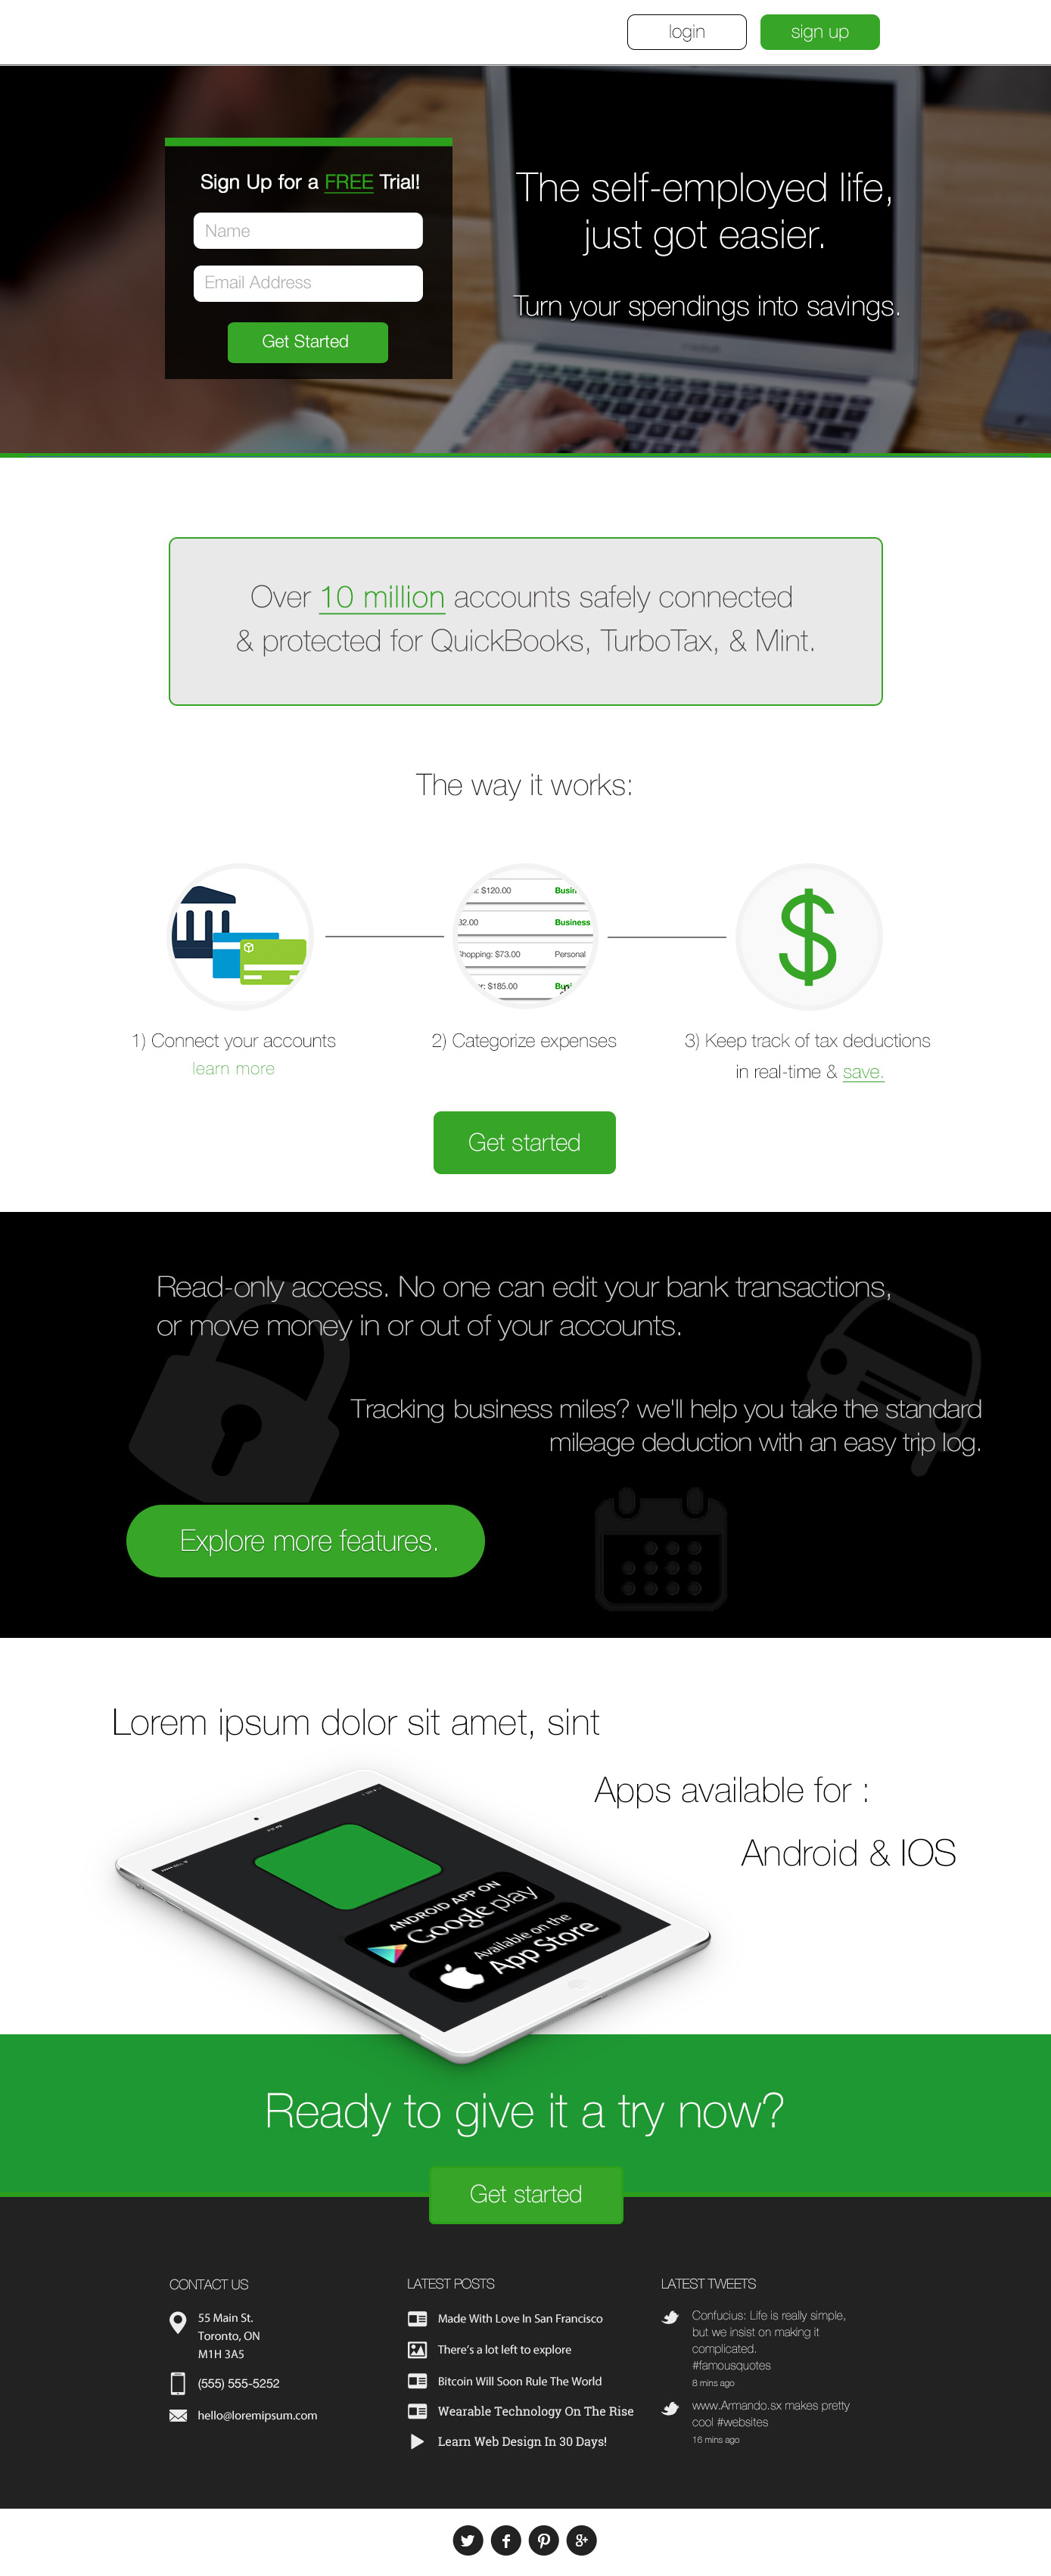 login
sign up
Sign Up for a FREE Trial!
Name
Email Address
Get Started
The self-employed life,
just got easier.
Turn your spendings into savings.
Over 10 million accounts safely connected
& protected for QuickBooks, TurboTax, & Mint.
The way it works:
: $120.00 Busin
32.00 Business
hopping: $73.00 Personal
r: $185.00 Busi
1) Connect your accounts
learn more
2) Categorize expenses
3) Keep track of tax deductions
in real-time & save.
Get started
Read-only access. No one can edit your bank transactions,
or move money in or out of your accounts.
Tracking business miles? we'll help you take the standard
mileage deduction with an easy trip log.
Explore more features.
Lorem ipsum dolor sit amet, sint
Apps available for :
Android & IOS
ANDROID APP ON
Google play
Available on the
App Store
Ready to give it a try now?
Get started
CONTACT US
55 Main St.
Toronto, ON
M1H 3A5
(555) 555-5252
hello@loremipsum.com
LATEST POSTS
Made With Love In San Francisco
There's a lot left to explore
Bitcoin Will Soon Rule The World
Wearable Technology On The Rise
Learn Web Design In 30 Days!
LATEST TWEETS
Confucius: Life is really simple,
but we insist on making it
complicated.
#famousquotes
8 mins ago
www.Armando.sx makes pretty
cool #websites
16 mins ago